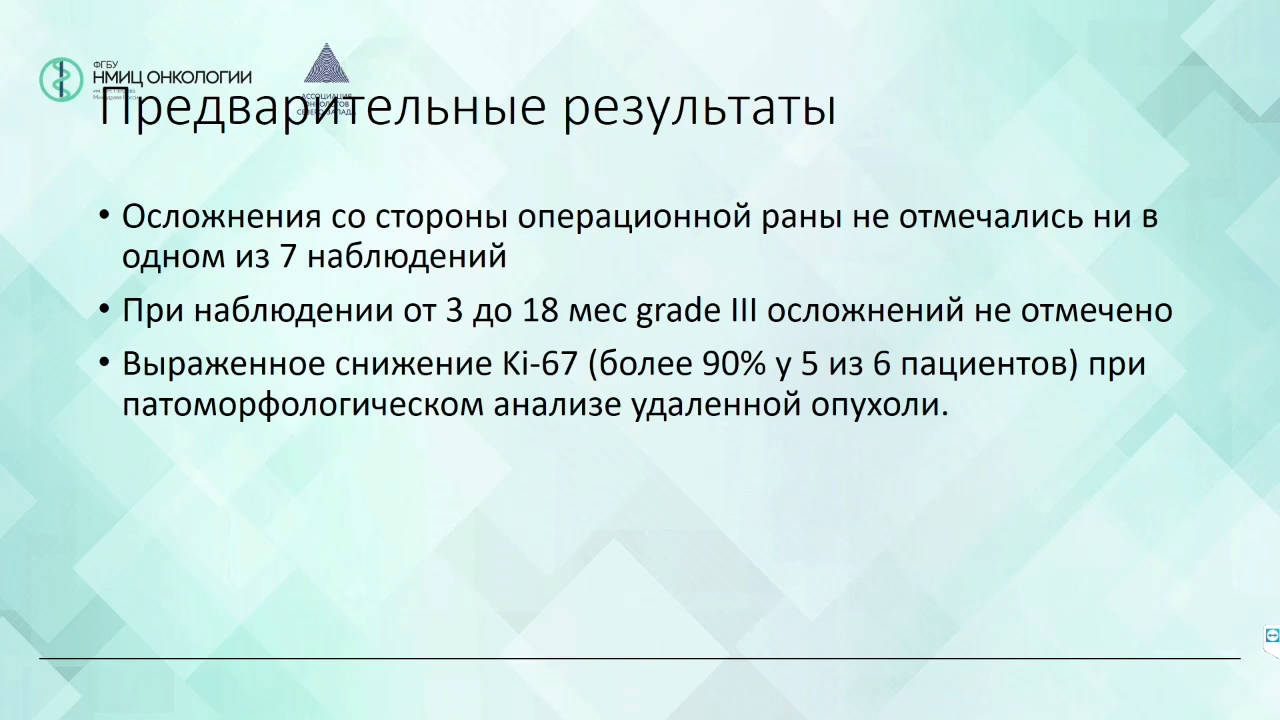 ФГБУ
НМИЦ ОНКОЛОГИИ
АССОЦИАЦИЯ
ОНКОЛОГОВ
Предварительные результаты
• Осложнения со стороны операционной раны не отмечались ни в
одном из 7 наблюдений
• При наблюдении от 3 до 18 мес grade III осложнений не отмечено
• Выраженное снижение Ki-67 (более 90% у 5 из 6 пациентов) при
патоморфологическом анализе удаленной опухоли.